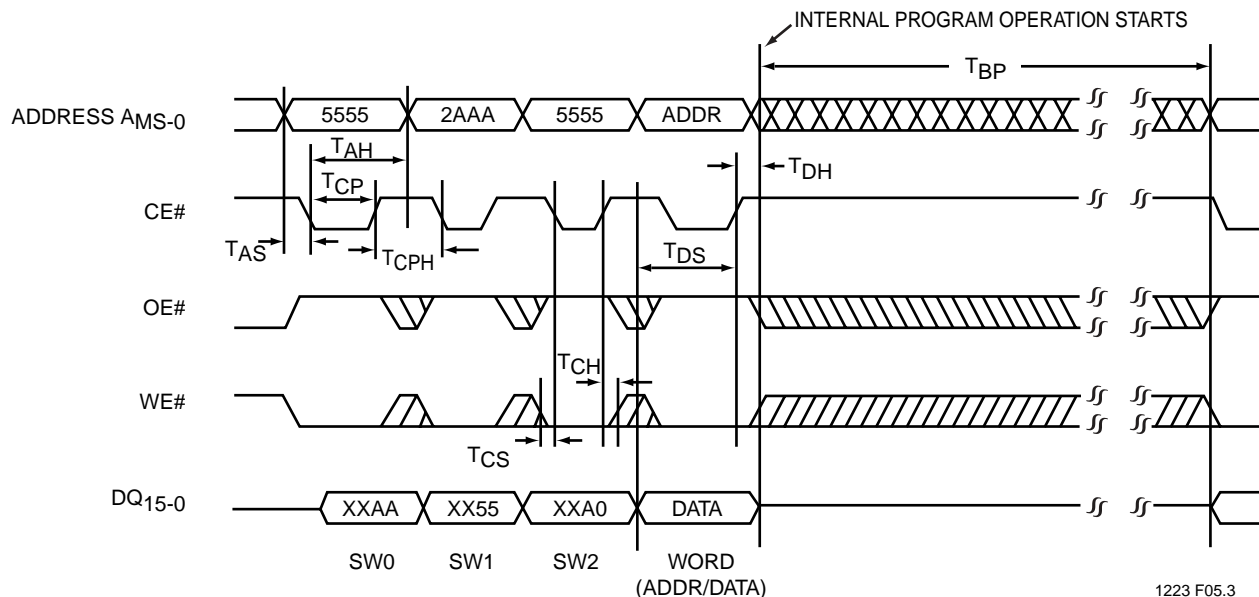 INTERNAL PROGRAM OPERATION STARTS
TBP
ADDRESS AMS-0
5555
2AAA
5555
ADDR
TAH
TDH
TCP
CE#
TAS
TCPH
TDS
OE#
TCH
WE#
TCS
DQ15-0
XXAA
XX55
XXA0
DATA
SW0
SW1
SW2
WORD
(ADDR/DATA)
1223 F05.3